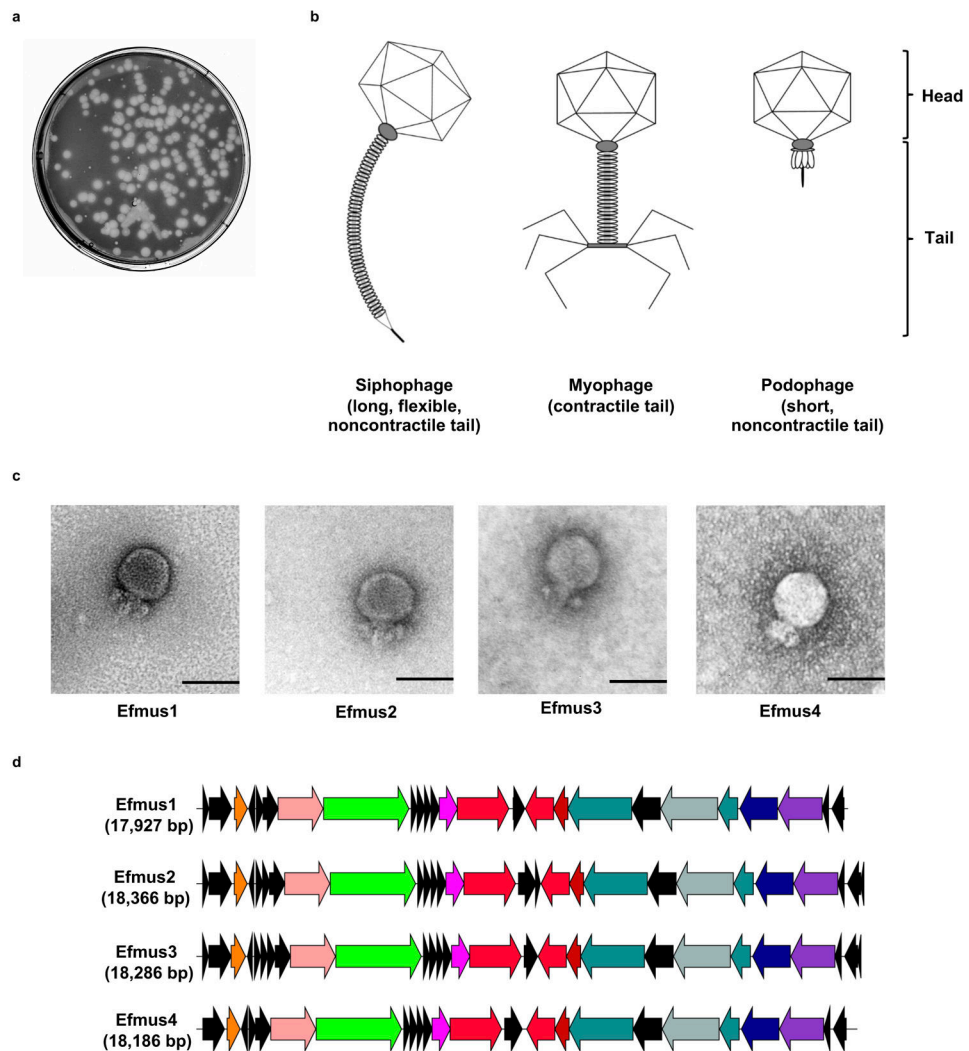 a
b
Head
Tail
Siphophage
(long, flexible,
noncontractile tail)
Myophage
(contractile tail)
Podophage
(short,
noncontractile tail)
c
Efmus1
Efmus2
Efmus3
Efmus4
d
Efmus1
(17,927 bp)
Efmus2
(18,366 bp)
Efmus3
(18,286 bp)
Efmus4
(18,186 bp)